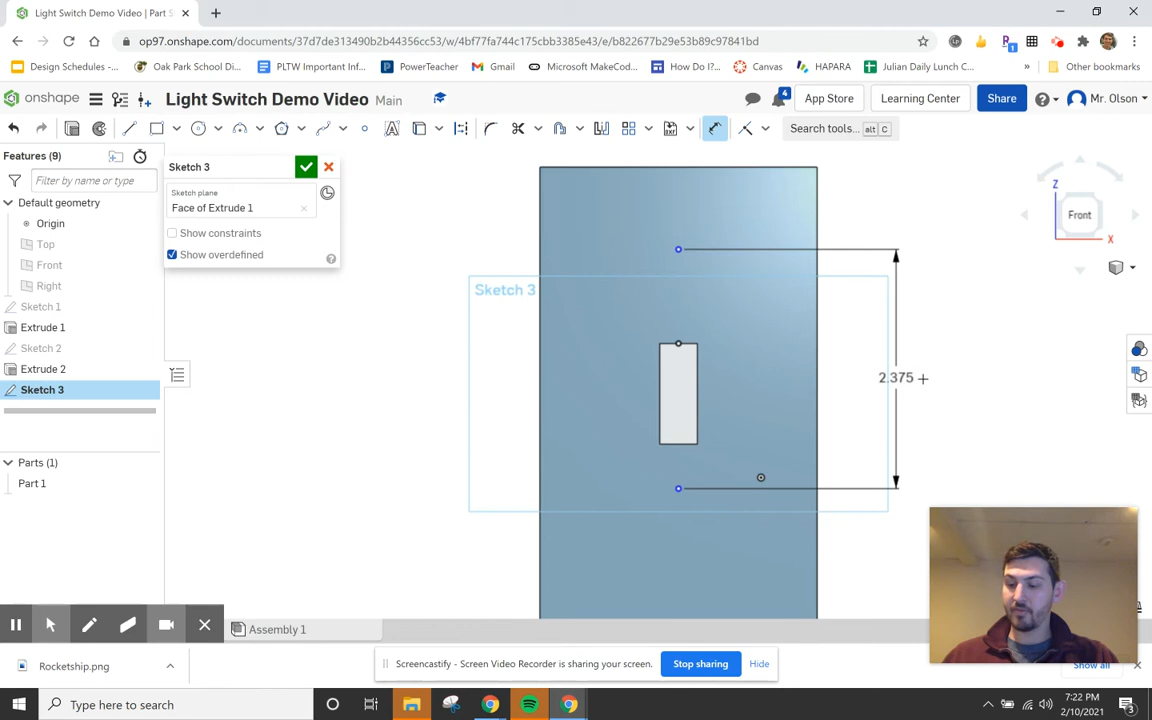 Light Switch Demo Video | Part S
op97.onshape.com/documents/37d7de313490b2b44356cc53/w/4bf77fa744c175cbb3385e43/e/b822677b29e53b89c97841bd
Design Schedules -...
Oak Park School Di...
PLTW Important Inf...
PowerTeacher
Gmail
Microsoft MakeCod...
How Do I?...
Canvas
HAPARA
Julian Daily Lunch C...
»
Other bookmarks
onshape
Light Switch Demo Video Main
4
App Store
Learning Center
Share
Mr. Olson
Search tools...
alt C
Features (9)
Filter by name or type
Default geometry
Origin
Top
Front
Right
Sketch 1
Extrude 1
Sketch 2
Extrude 2
Sketch 3
Parts (1)
Part 1
Sketch 3
Sketch plane
Face of Extrude 1
Show constraints
Show overdefined
Sketch 3
2.375
Z
Front
X
Assembly 1
Rocketship.png
Screencastify - Screen Video Recorder is sharing your screen.
Stop sharing
Hide
Show all
Type here to search
7:22 PM
2/10/2021
3